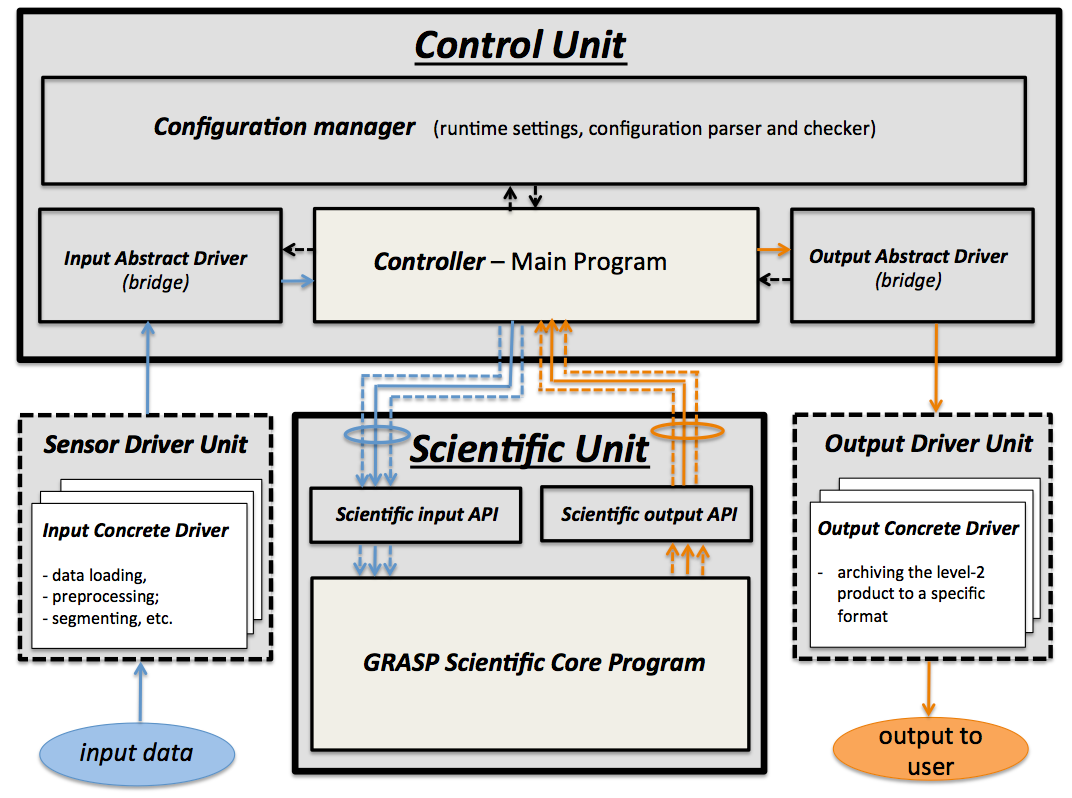 Control Unit
Configuration manager (runtime settings, configuration parser and checker)
Input Abstract Driver
(bridge)
Controller – Main Program
Output Abstract Driver
(bridge)
Sensor Driver Unit
Input Concrete Driver
- data loading,
- preprocessing;
- segmenting, etc.
Scientific Unit
Scientific input API
Scientific output API
GRASP Scientific Core Program
Output Driver Unit
Output Concrete Driver
- archiving the level-2
product to a specific
format
input data
output to
user